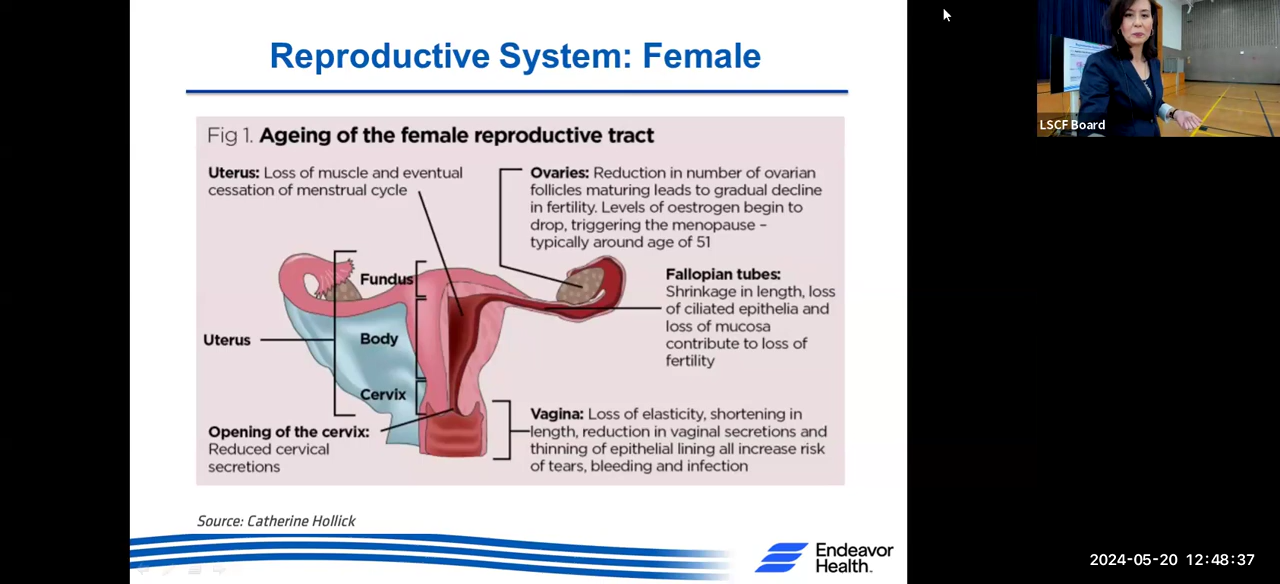 Reproductive System: Female
Fig 1. Ageing of the female reproductive tract
Uterus: Loss of muscle and eventual
cessation of menstrual cycle
Ovaries: Reduction in number of ovarian
follicles maturing leads to gradual decline
in fertility. Levels of oestrogen begin to
drop, triggering the menopause –
typically around age of 51
Fundus
Fallopian tubes:
Shrinkage in length, loss
of ciliated epithelia and
loss of mucosa
contribute to loss of
fertility
Uterus
Body
Cervix
Opening of the cervix:
Reduced cervical
secretions
Vagina: Loss of elasticity, shortening in
length, reduction in vaginal secretions and
thinning of epithelial lining all increase risk
of tears, bleeding and infection
Source: Catherine Hollick
Endeavor
Health™
LSCF Board
2024-05-20 12:48:37